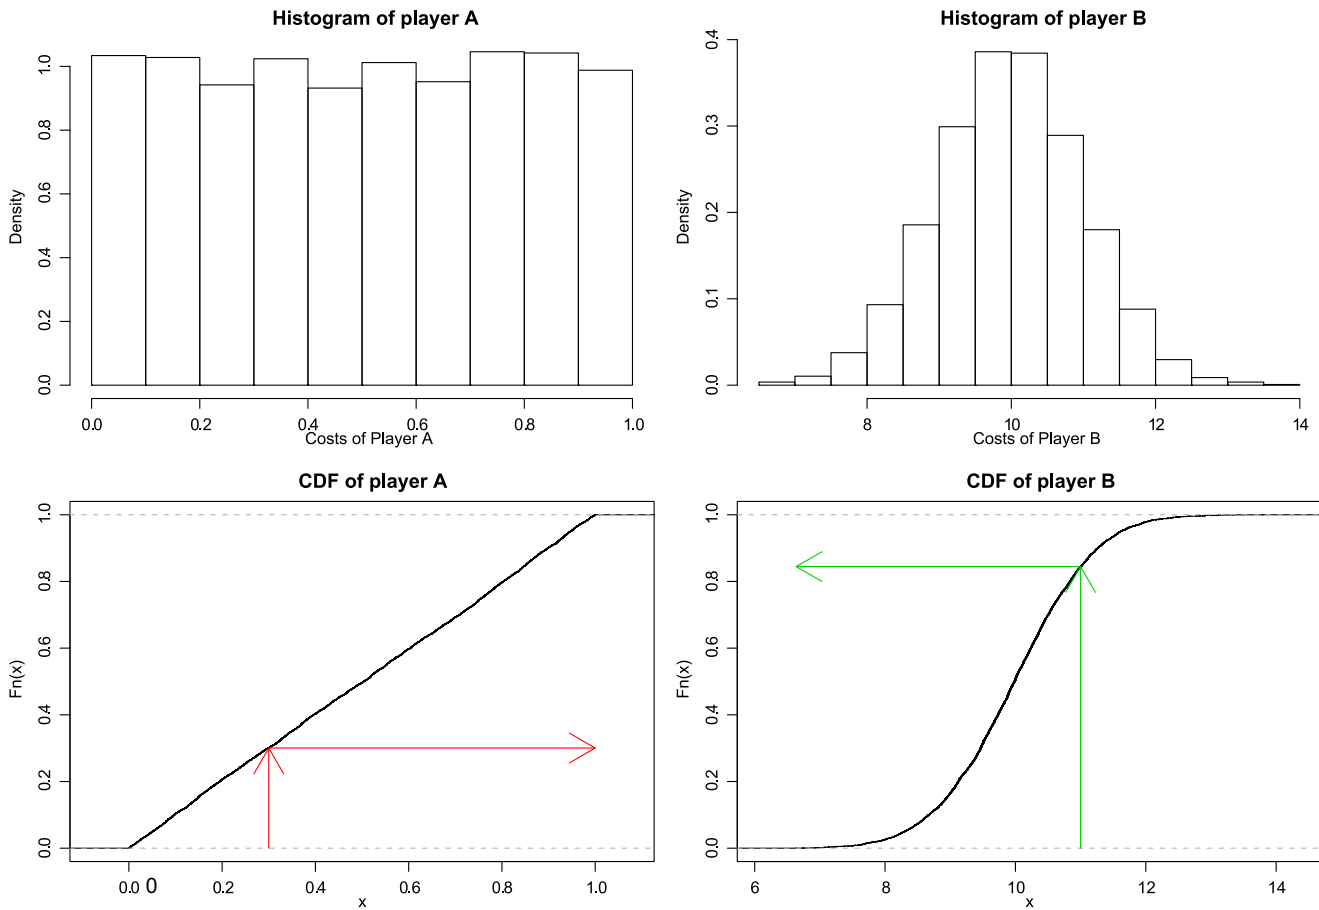 Histogram of player A
Density
0.0 0.2 0.4 0.6 0.8 1.0
0.0 0.2 0.4 0.6 0.8 1.0
Costs of Player A
Histogram of player B
Density
0.0 0.1 0.2 0.3 0.4
8 10 12 14
Costs of Player B
CDF of player A
Fn(x)
0.0 0.2 0.4 0.6 0.8 1.0
0.0 0 0.2 0.4 0.6 0.8 1.0
x
CDF of player B
Fn(x)
0.0 0.2 0.4 0.6 0.8 1.0
6 8 10 12 14
x